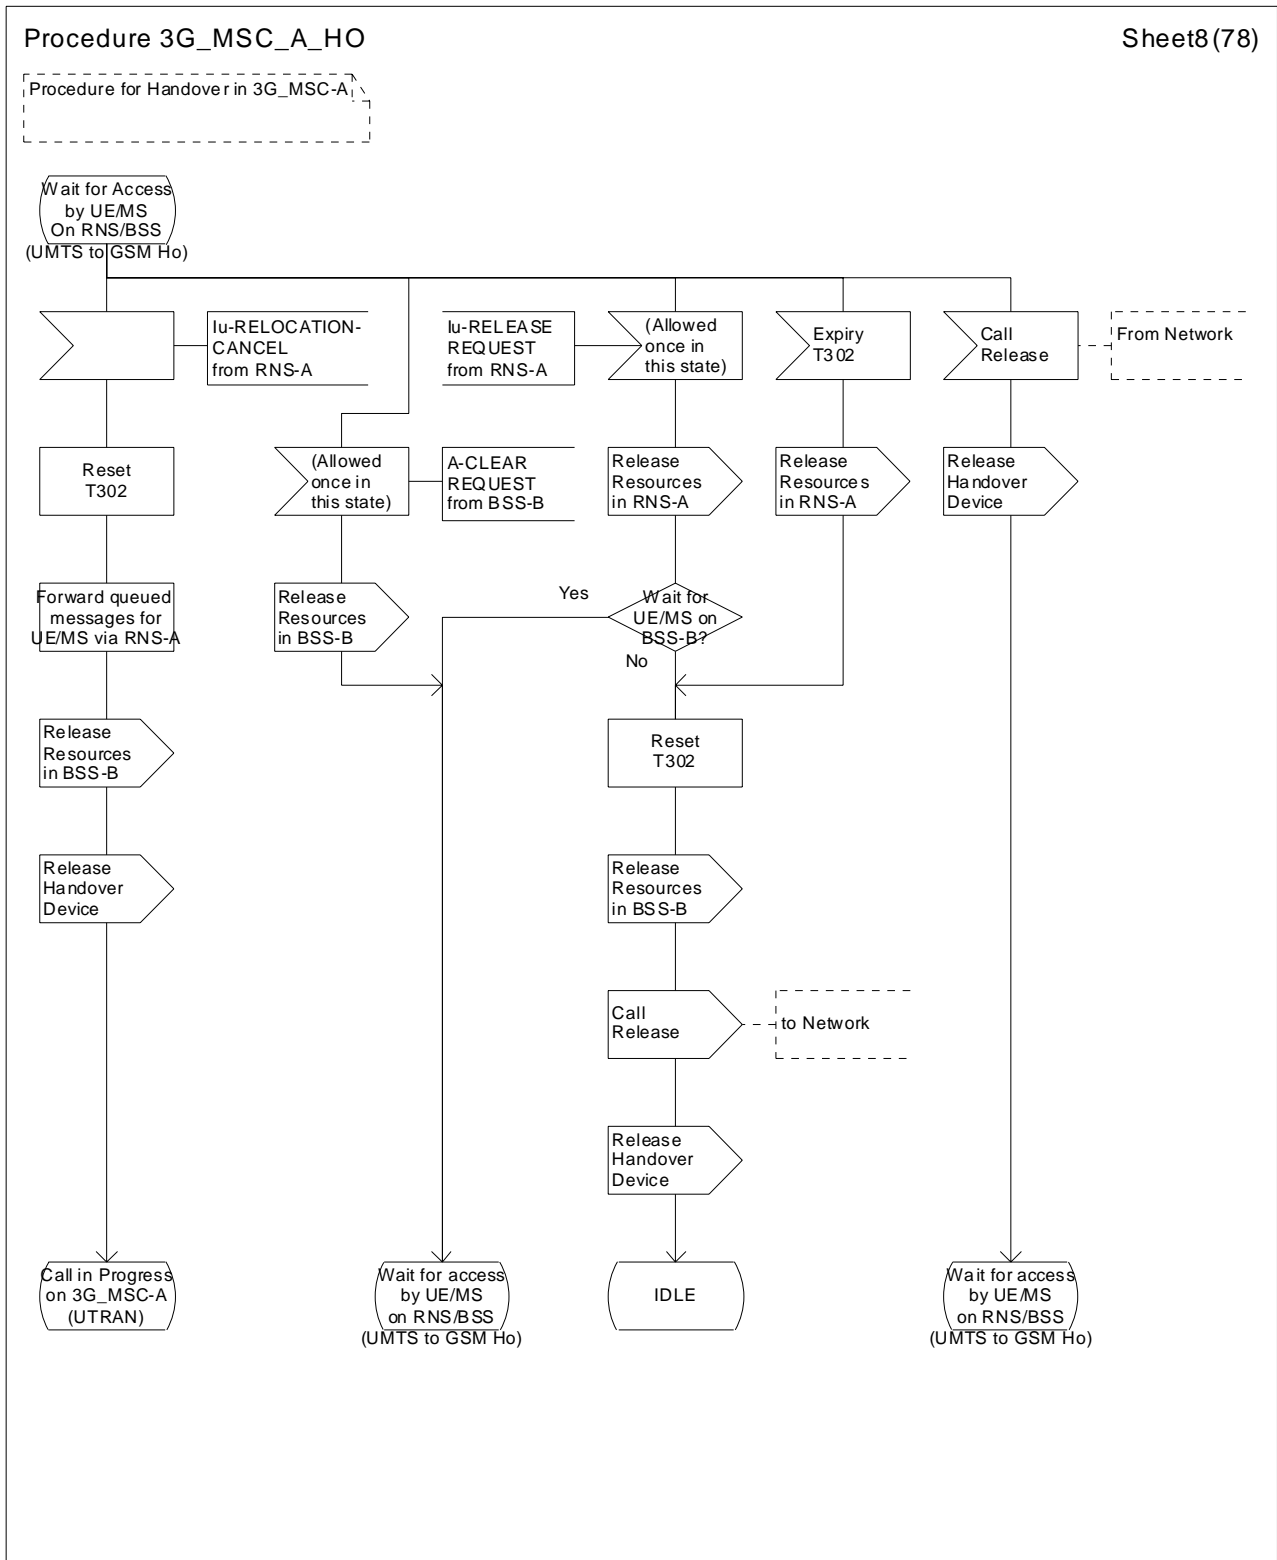 Procedure 3G_MSC_A_HO
Sheet8(78)
Procedure for Handover in 3G_MSC-A
Wait for Access
by UE/MS
On RNS/BSS
(UMTS to GSM Ho)
Iu-RELOCATION-
CANCEL
from RNS-A
Iu-RELEASE
REQUEST
from RNS-A
(Allowed
once in
this state)
Expiry
T302
Call
Release
From Network
Reset
T302
(Allowed
once in
this state)
A-CLEAR
REQUEST
from BSS-B
Release
Resources
in RNS-A
Release
Resources
in RNS-A
Release
Handover
Device
Forward queued
messages for
UE/MS via RNS-A
Release
Resources
in BSS-B
Yes
Wait for
UE/MS on
BSS-B?
No
Release
Resources
in BSS-B
Reset
T302
Release
Handover
Device
Release
Resources
in BSS-B
Call
Release
to Network
Release
Handover
Device
Call in Progress
on 3G_MSC-A
(UTRAN)
Wait for access
by UE/MS
on RNS/BSS
(UMTS to GSM Ho)
IDLE
Wait for access
by UE/MS
on RNS/BSS
(UMTS to GSM Ho)